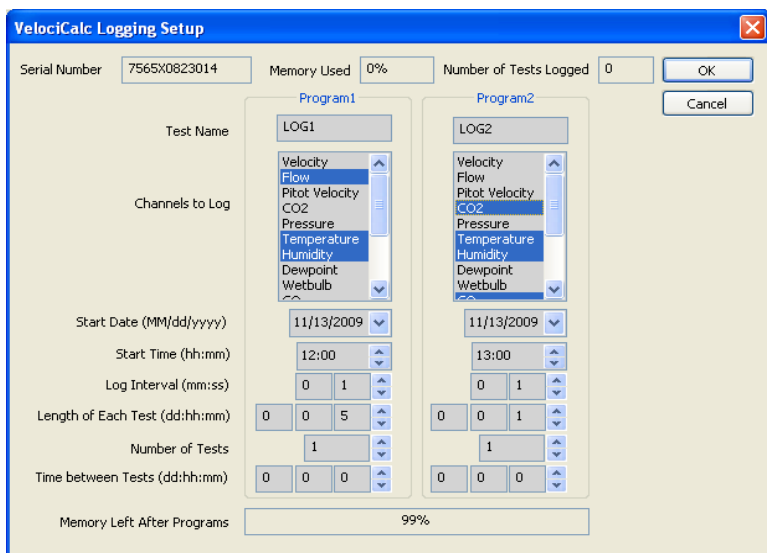 VelociCalc Logging Setup
Serial Number 7565X0823014 Memory Used 0% Number of Tests Logged 0 OK
Cancel
Program1 Program2
Test Name LOG1 LOG2
Channels to Log
Velocity
Flow
Pitot Velocity
CO2
Pressure
Temperature
Humidity
Dewpoint
Wetbulb
CO
Velocity
Flow
Pitot Velocity
CO2
Pressure
Temperature
Humidity
Dewpoint
Wetbulb
CO
Start Date (MM/dd/yyyy) 11/13/2009 11/13/2009
Start Time (hh:mm) 12:00 13:00
Log Interval (mm:ss) 0 1 0 1
Length of Each Test (dd:hh:mm) 0 0 5 0 0 1
Number of Tests 1 1
Time between Tests (dd:hh:mm) 0 0 0 0 0 0
Memory Left After Programs 99%